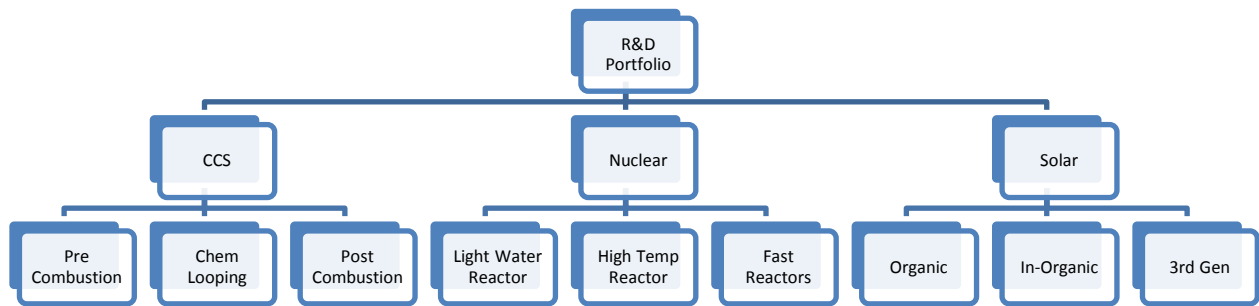 R&D
Portfolio
CCS
Nuclear
Solar
Pre
Combustion
Chem
Looping
Post
Combustion
Light Water
Reactor
High Temp
Reactor
Fast
Reactors
Organic
In-Organic
3rd Gen